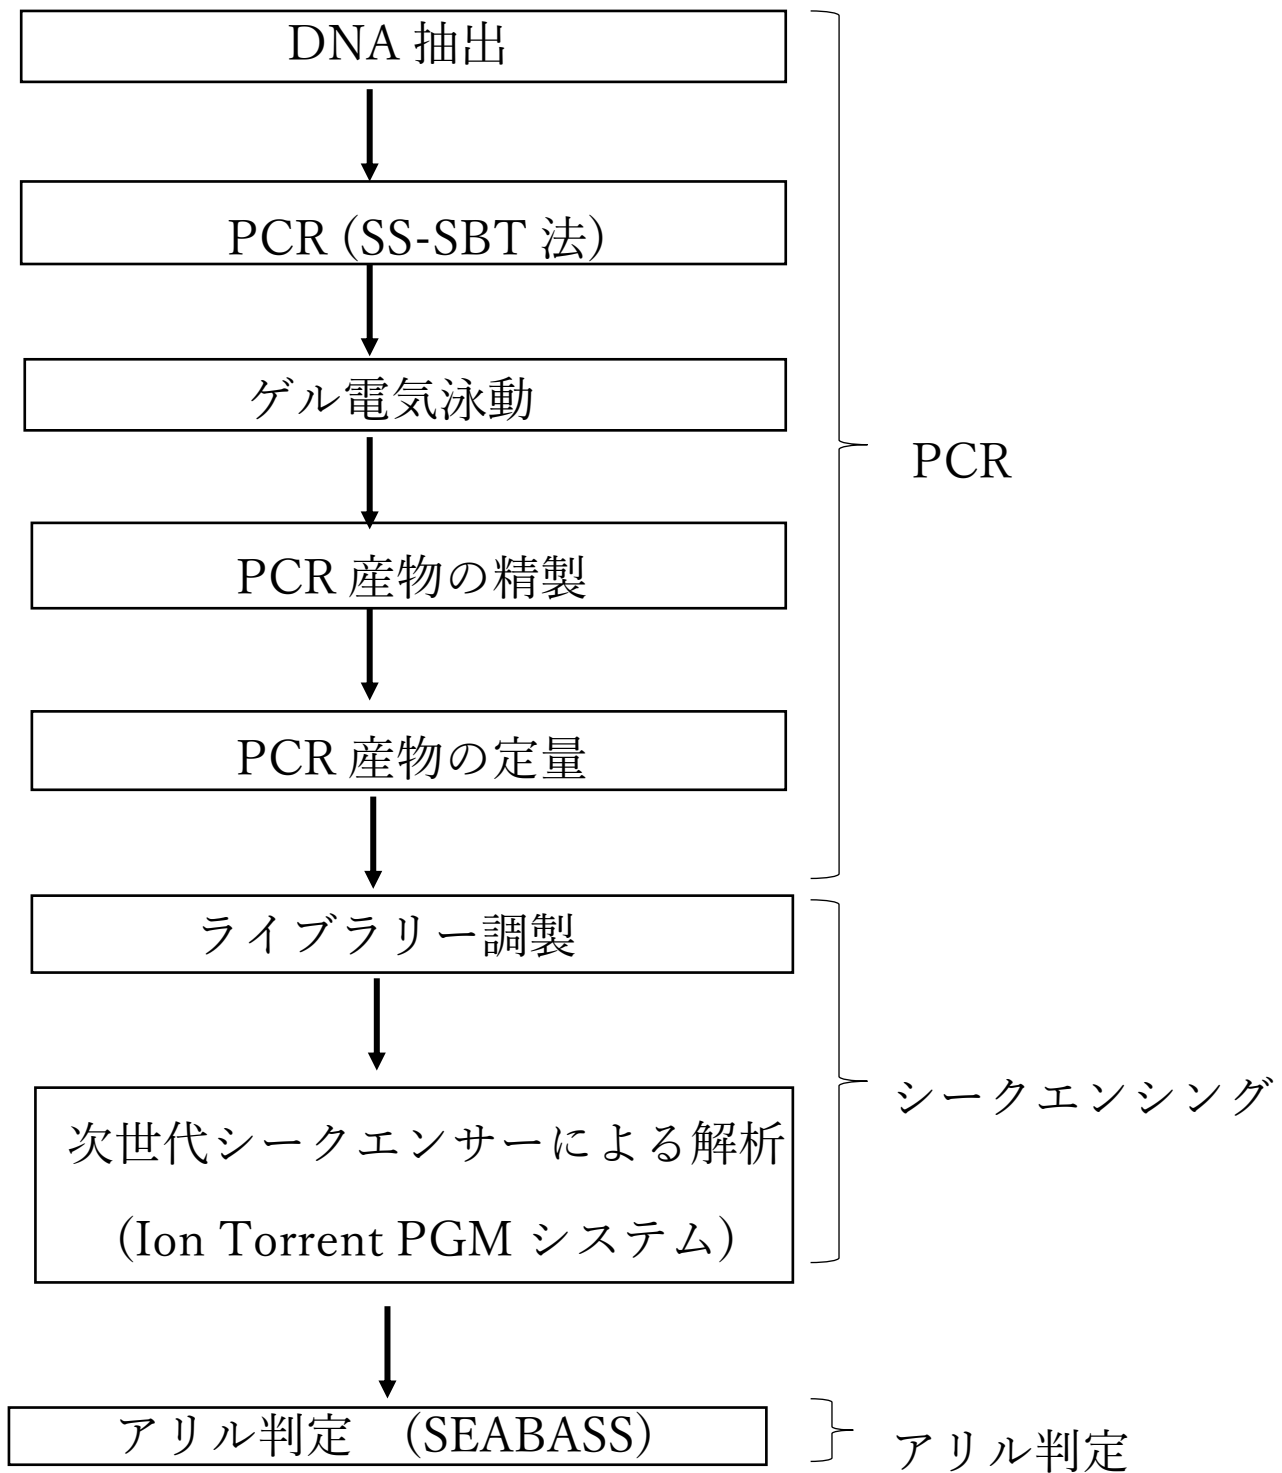 DNA 抽出
PCR (SS-SBT 法)
ゲル電気泳動
PCR 産物の精製
PCR 産物の定量
PCR
ライブラリー調製
次世代シークエンサーによる解析
(Ion Torrent PGM システム)
シークエンシング
アリル判定 (SEABASS)
アリル判定